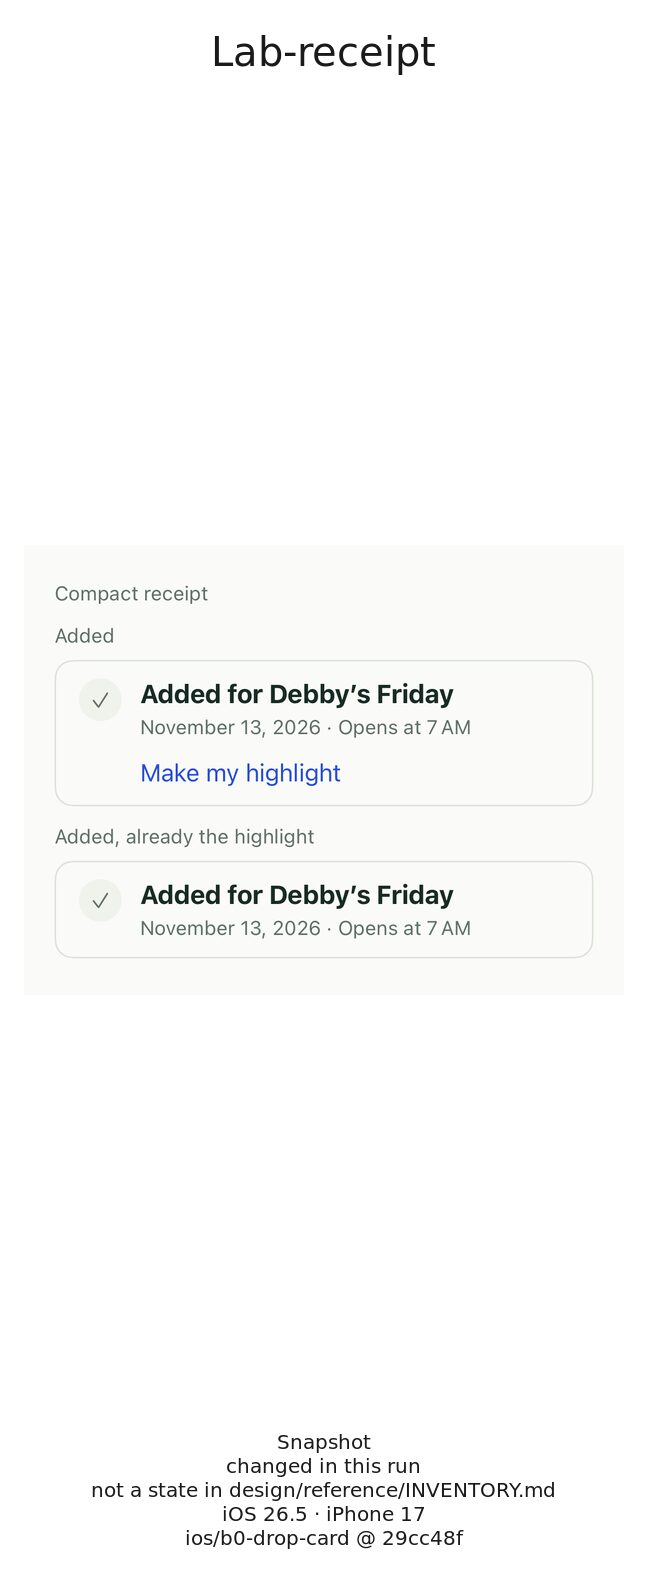 Lab-receipt
Compact receipt
Added
Added for Debby’s Friday
November 13, 2026 · Opens at 7 AM
Make my highlight
Added, already the highlight
Added for Debby’s Friday
November 13, 2026 · Opens at 7 AM
Snapshot
changed in this run
not a state in design/reference/INVENTORY.md
iOS 26.5 · iPhone 17
ios/b0-drop-card @ 29cc48f